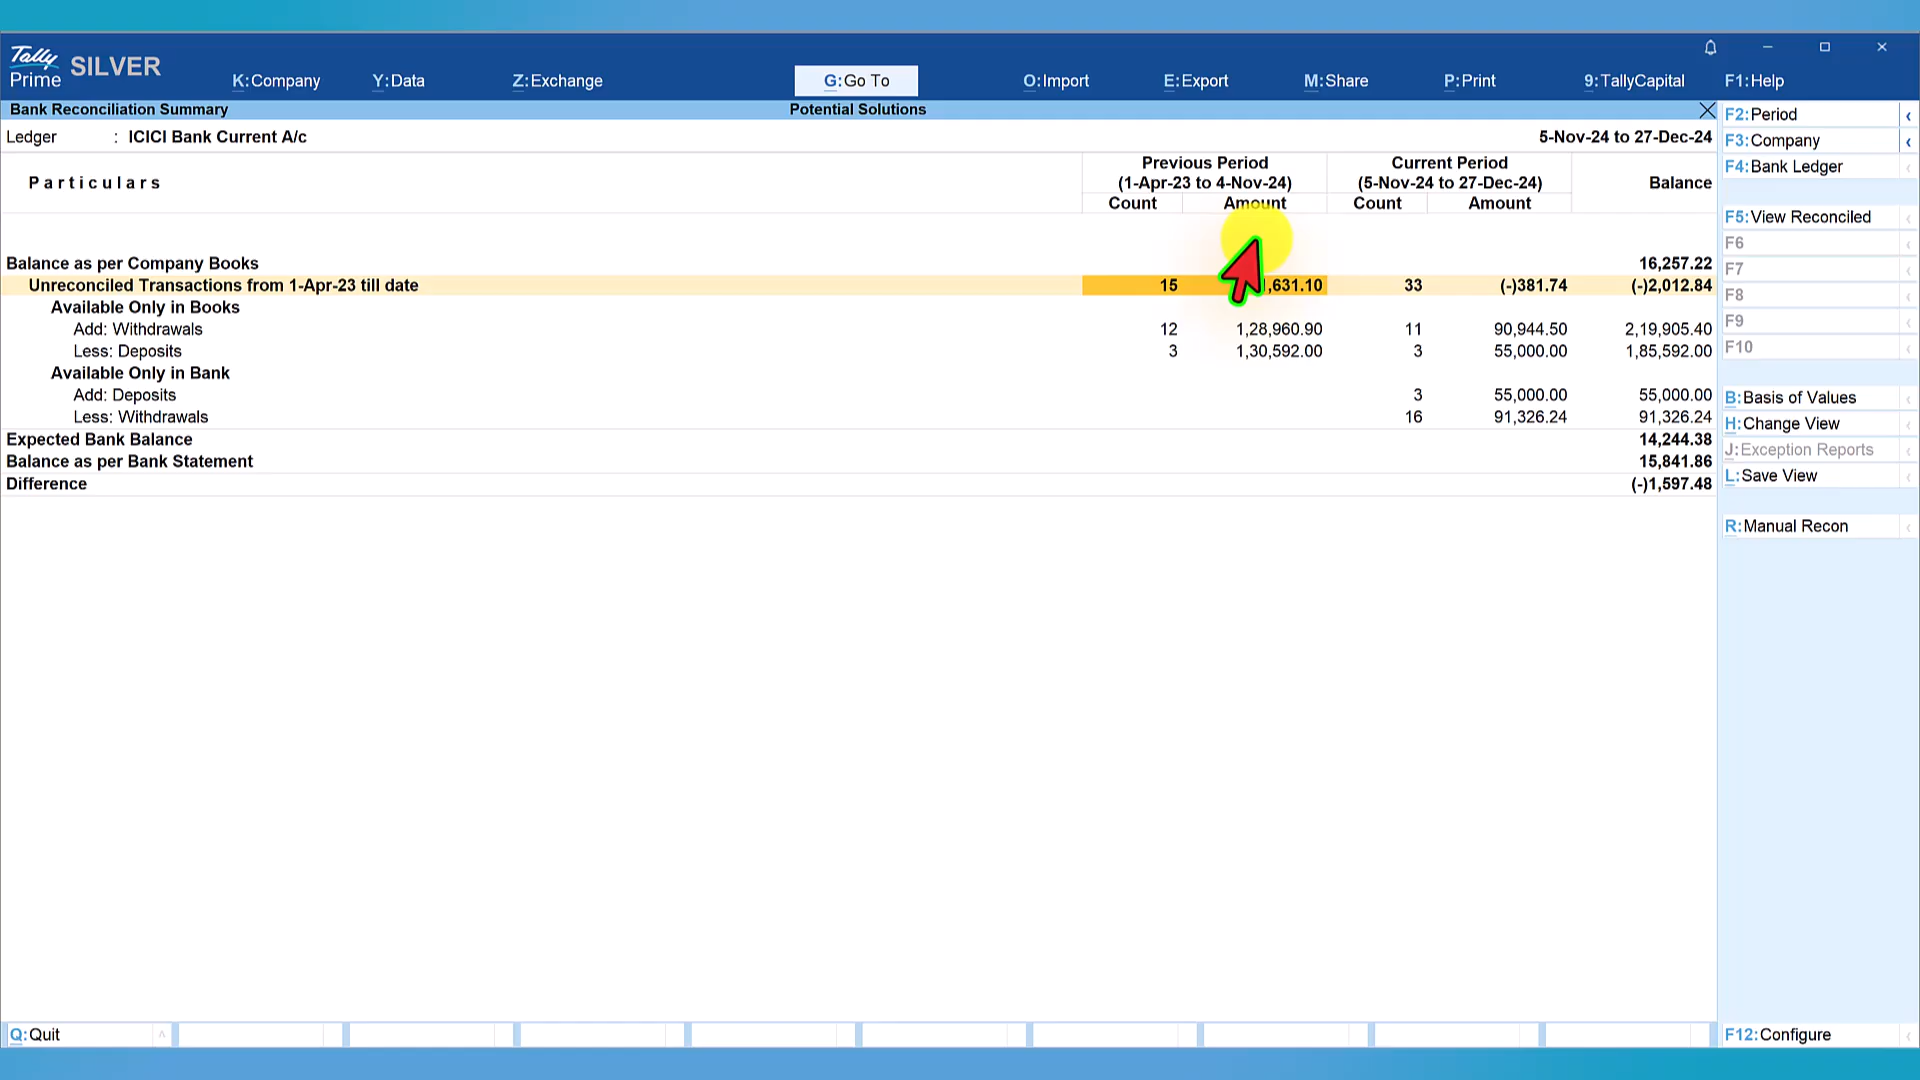 Tally Prime SILVER
K:Company Y:Data Z:Exchange G:Go To O:Import E:Export M:Share P:Print 9:TallyCapital F1:Help
Bank Reconciliation Summary Potential Solutions
Ledger : ICICI Bank Current A/c 5-Nov-24 to 27-Dec-24
Particulars Previous Period (1-Apr-23 to 4-Nov-24) Current Period (5-Nov-24 to 27-Dec-24) Balance
Count Amount Count Amount
Balance as per Company Books 16,257.22
Unreconciled Transactions from 1-Apr-23 till date 15 ,631.10 33 (-)381.74 (-)2,012.84
Available Only in Books
Add: Withdrawals 12 1,28,960.90 11 90,944.50 2,19,905.40
Less: Deposits 3 1,30,592.00 3 55,000.00 1,85,592.00
Available Only in Bank
Add: Deposits 3 55,000.00 55,000.00
Less: Withdrawals 16 91,326.24 91,326.24
Expected Bank Balance 14,244.38
Balance as per Bank Statement 15,841.86
Difference (-)1,597.48
F2:Period
F3:Company
F4:Bank Ledger
F5:View Reconciled
F6
F7
F8
F9
F10
B:Basis of Values
H:Change View
J:Exception Reports
L:Save View
R:Manual Recon
Q:Quit F12:Configure